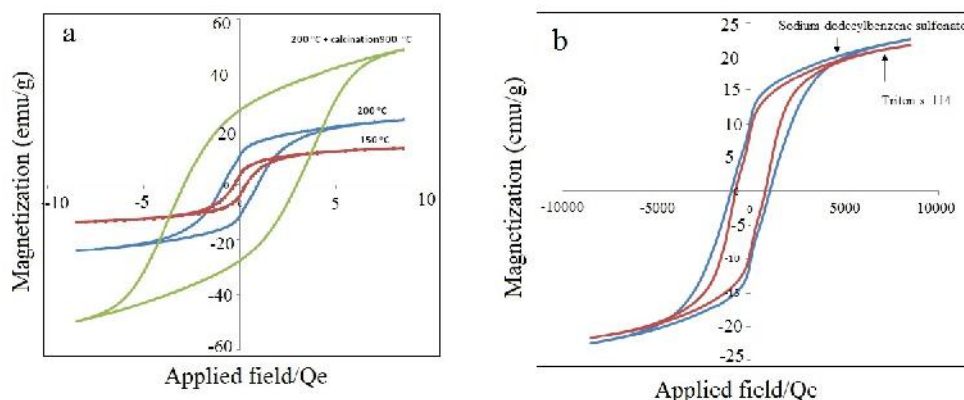 a
60
40
20
0
-20
-40
-60
-10
-5
5
10
200 °C + calcination900 °C
200 °C
150 °C
Magnetization (emu/g)
Applied field/Qe
b
25
20
15
10
5
0
-5
-10
-15
-20
-25
-10000
-5000
0
5000
10000
Sodium dodecylbenzene sulfonate
Triton x 114
Magnetization (emu/g)
Applied field/Qe